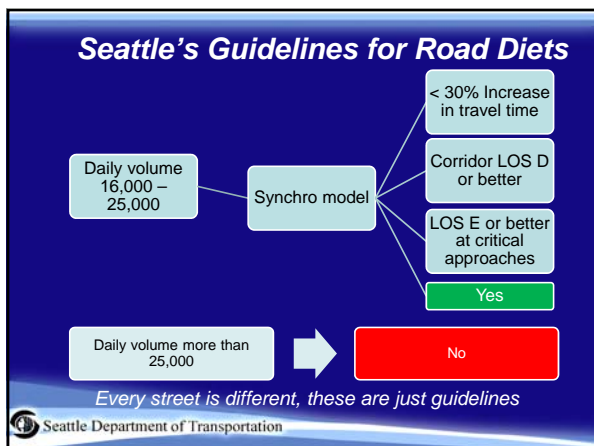 Seattle's Guidelines for Road Diets
< 30% Increase
in travel time
Daily volume
16,000 –
25,000
Synchro model
Corridor LOS D
or better
LOS E or better
at critical
approaches
Yes
Daily volume more than
25,000
No
Every street is different, these are just guidelines
Seattle Department of Transportation